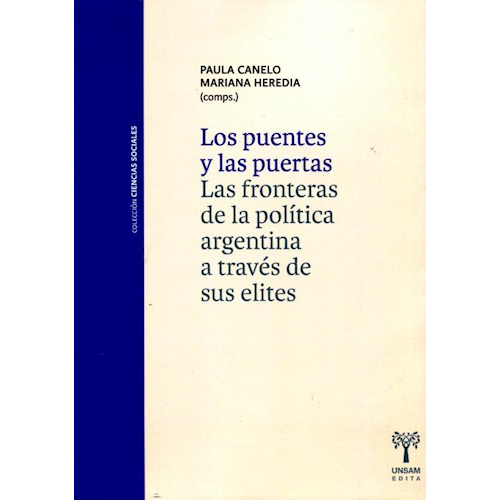 PAULA CANELO
MARIANA HEREDIA
(comps.)
Los puentes
y las puertas
Las fronteras
de la política
argentina
a través de
sus elites
COLECCIÓN CIENCIAS SOCIALES
UNSAM
EDITA